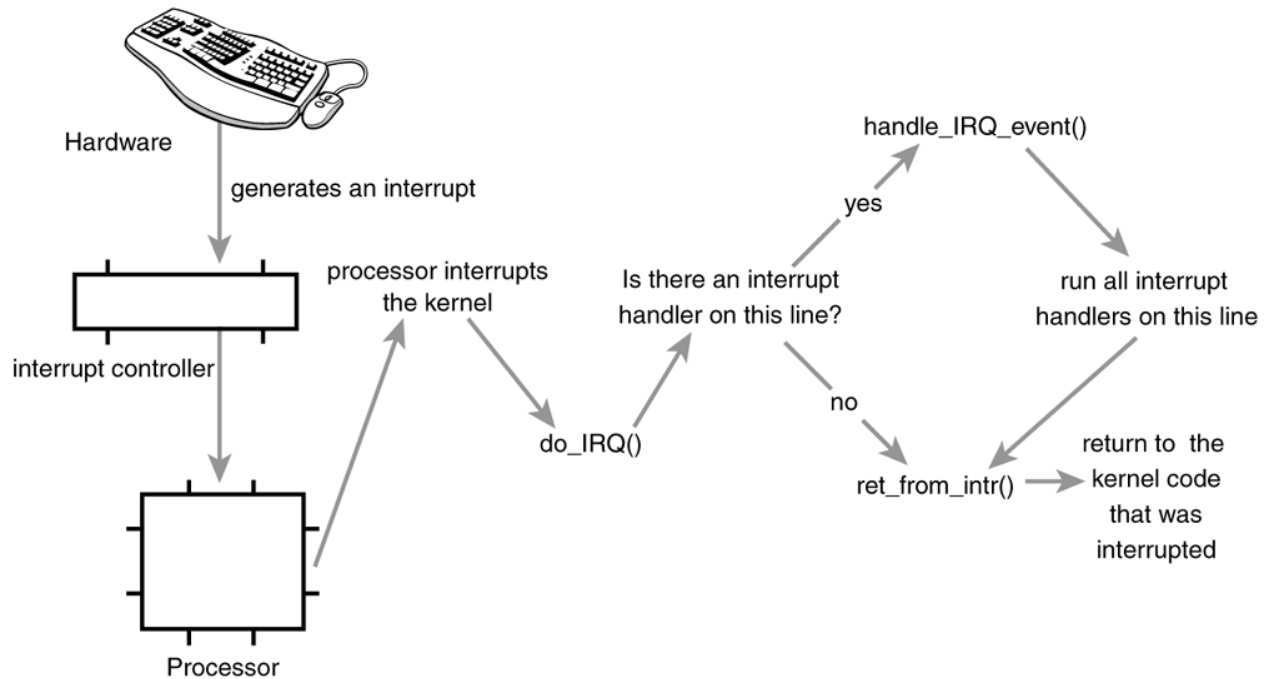 Hardware
generates an interrupt
interrupt controller
Processor
processor interrupts
the kernel
do_IRQ()
Is there an interrupt
handler on this line?
yes
no
handle_IRQ_event()
run all interrupt
handlers on this line
ret_from_intr()
return to the
kernel code
that was
interrupted